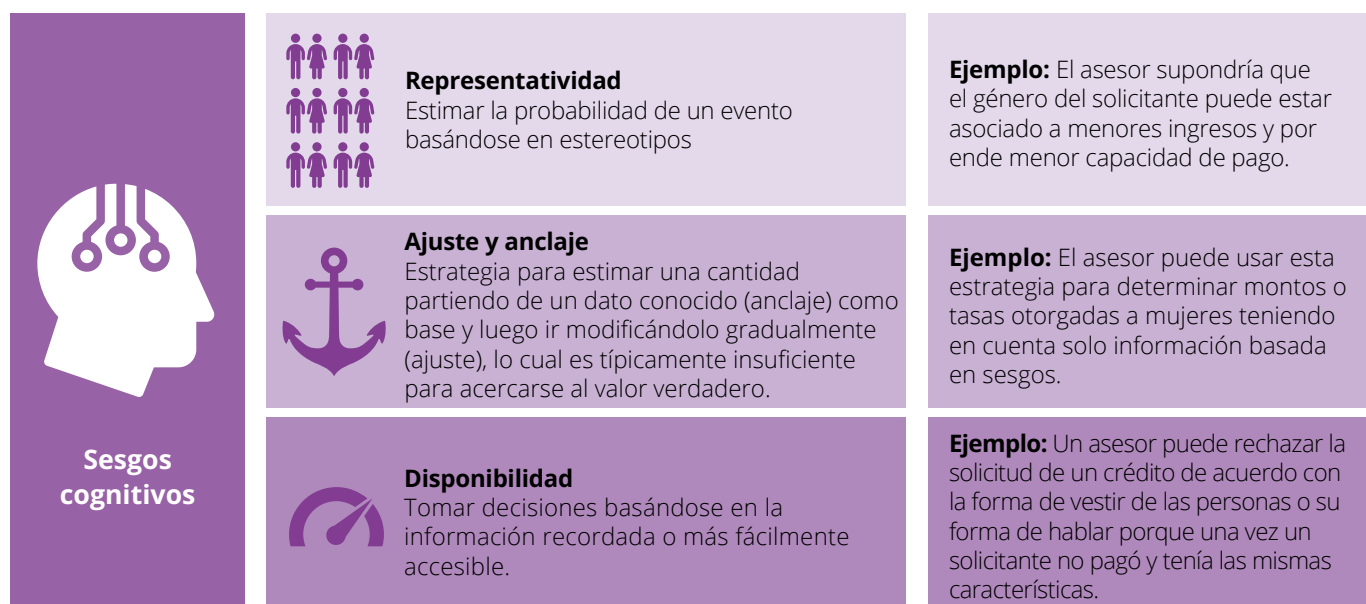 Sesgos
cognitivos
Representatividad
Estimar la probabilidad de un evento
basándose en estereotipos
Ejemplo: El asesor supondría que
el género del solicitante puede estar
asociado a menores ingresos y por
ende menor capacidad de pago.
Ajuste y anclaje
Estrategia para estimar una cantidad
partiendo de un dato conocido (anclaje) como
base y luego ir modificándolo gradualmente
(ajuste), lo cual es típicamente insuficiente
para acercarse al valor verdadero.
Ejemplo: El asesor puede usar esta
estrategia para determinar montos o
tasas otorgadas a mujeres teniendo
en cuenta solo información basada
en sesgos.
Disponibilidad
Tomar decisiones basándose en la
información recordada o más fácilmente
accesible.
Ejemplo: Un asesor puede rechazar la
solicitud de un crédito de acuerdo con
la forma de vestir de las personas o su
forma de hablar porque una vez un
solicitante no pagó y tenía las mismas
características.